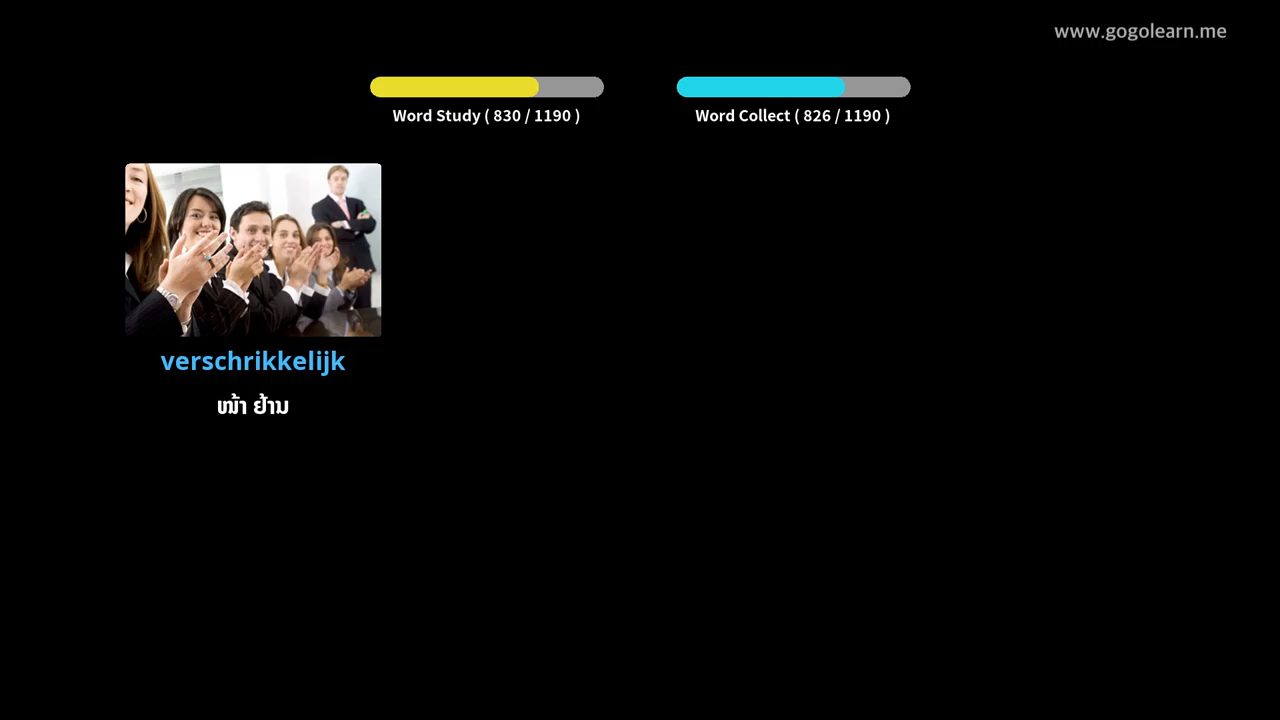 www.gogolearn.me
Word Study ( 830 / 1190 )
Word Collect ( 826 / 1190 )
verschrikkelijk
ໜ້າ ຢ້ານ